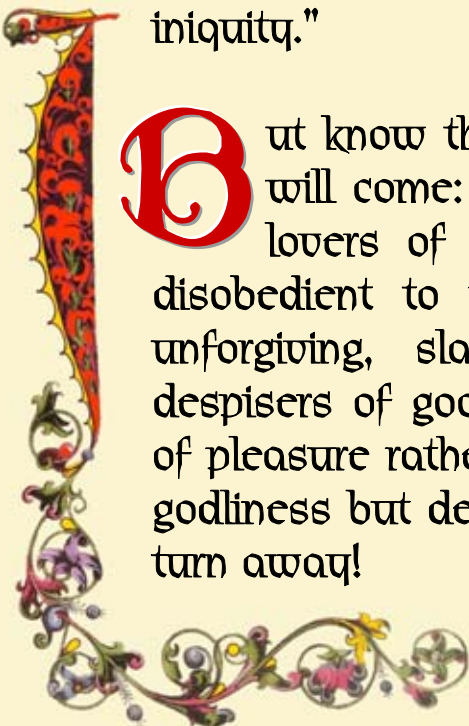 iniquity."
But know th
will come:
lovers of
disobedient to
unforgiving, sla
despisers of goo
of pleasure rathe
godliness but de
turn away!